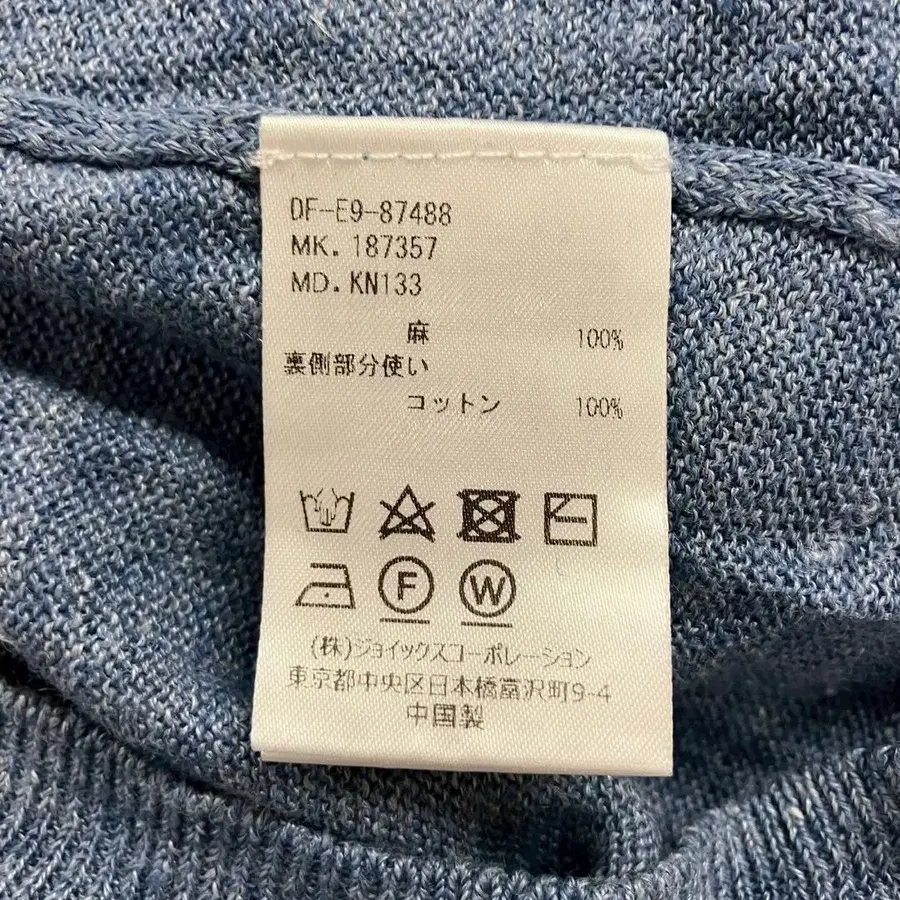 DF-E9-87488
MK. 187357
MD. KN133
麻 100%
裏側部分使い
コットン 100%
F W
(株)ジョイックスコーポレーション
東京都中央区日本橋富沢町9-4
中国製